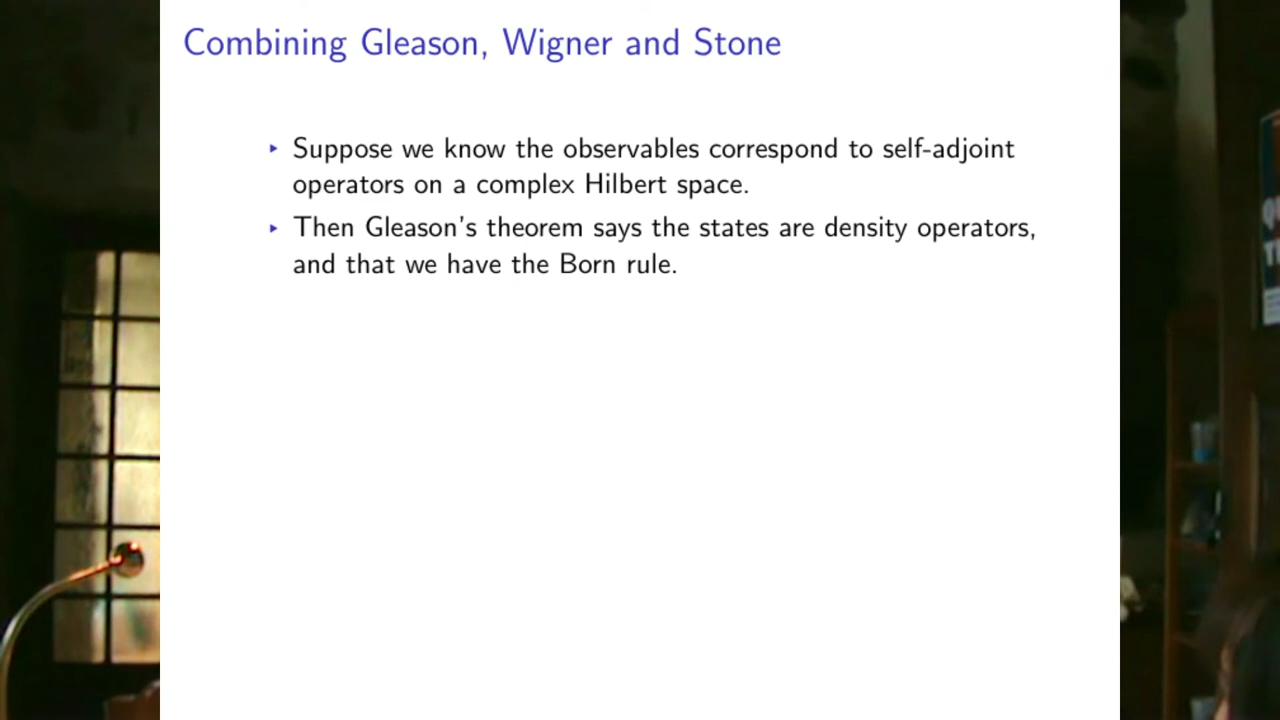 Combining Gleason, Wigner and Stone
‣ Suppose we know the observables correspond to self-adjoint
operators on a complex Hilbert space.
‣ Then Gleason's theorem says the states are density operators,
and that we have the Born rule.